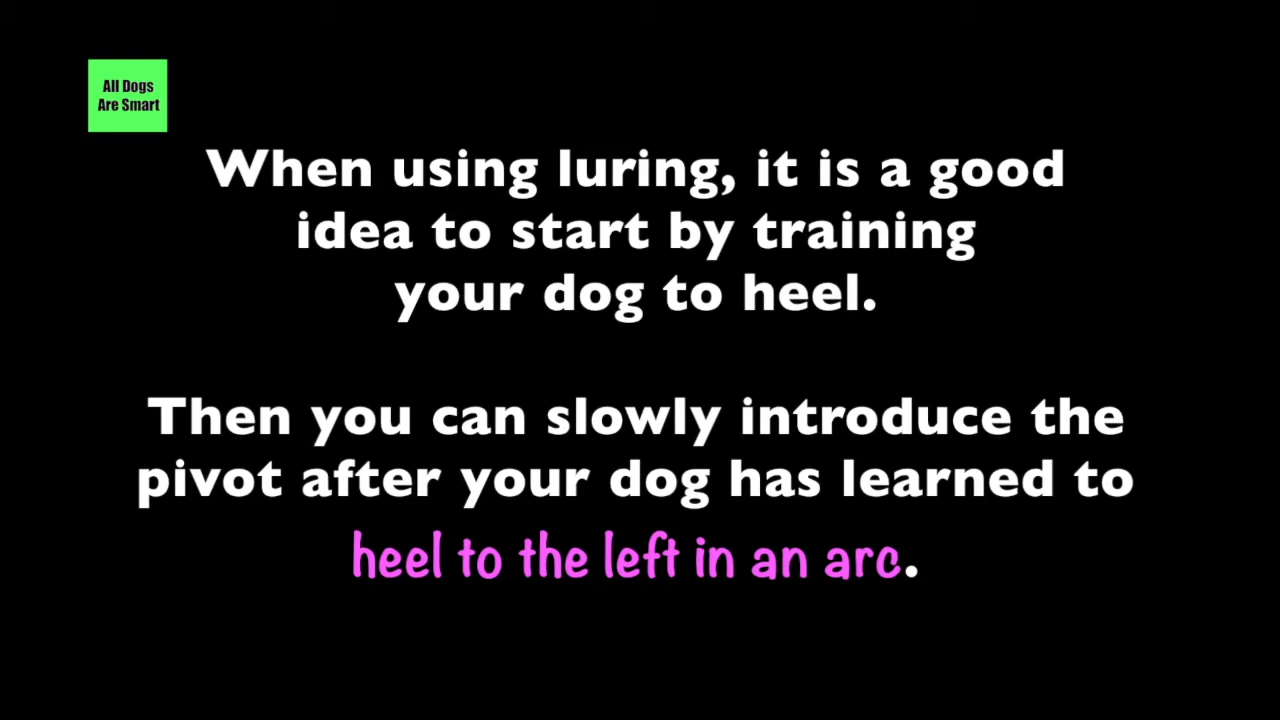 All Dogs
Are Smart
When using luring, it is a good
idea to start by training
your dog to heel.
Then you can slowly introduce the
pivot after your dog has learned to
heel to the left in an arc.